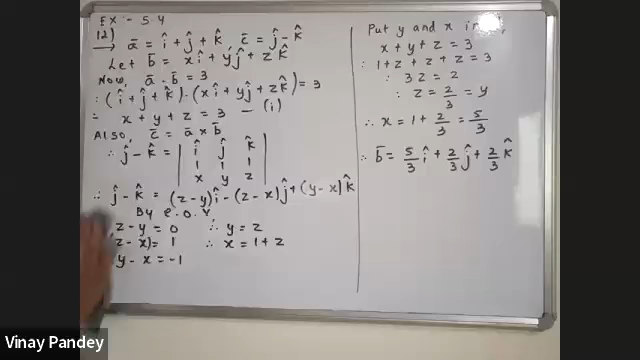 EX :- 5.4
12) ā = î + ĵ + k̂ c̄ = ĵ - k̂
Let b̄ = xî + yĵ + zk̂
Now, ā · b̄ = 3
∴ (î + ĵ + k̂) · (xî + yĵ + zk̂) = 3
∴ x + y + z = 3 — (i)
Also, c̄ = ā × b̄
∴ ĵ - k̂ = | î ĵ k̂ |
| 1 1 1 |
| x y z |
∴ ĵ - k̂ = (z - y)î - (z - x)ĵ + (y - x)k̂
By e.o.v,
z - y = 0 ∴ y = z
z - x) = 1 ∴ x = 1 + z
y - x = -1
Put y and x in
x + y + z = 3
∴ 1 + z + z + z = 3
∴ 3z = 2
∴ z = 2/3 = y
∴ x = 1 + 2/3 = 5/3
∴ b̄ = 5/3 î + 2/3 ĵ + 2/3 k̂
Vinay Pandey